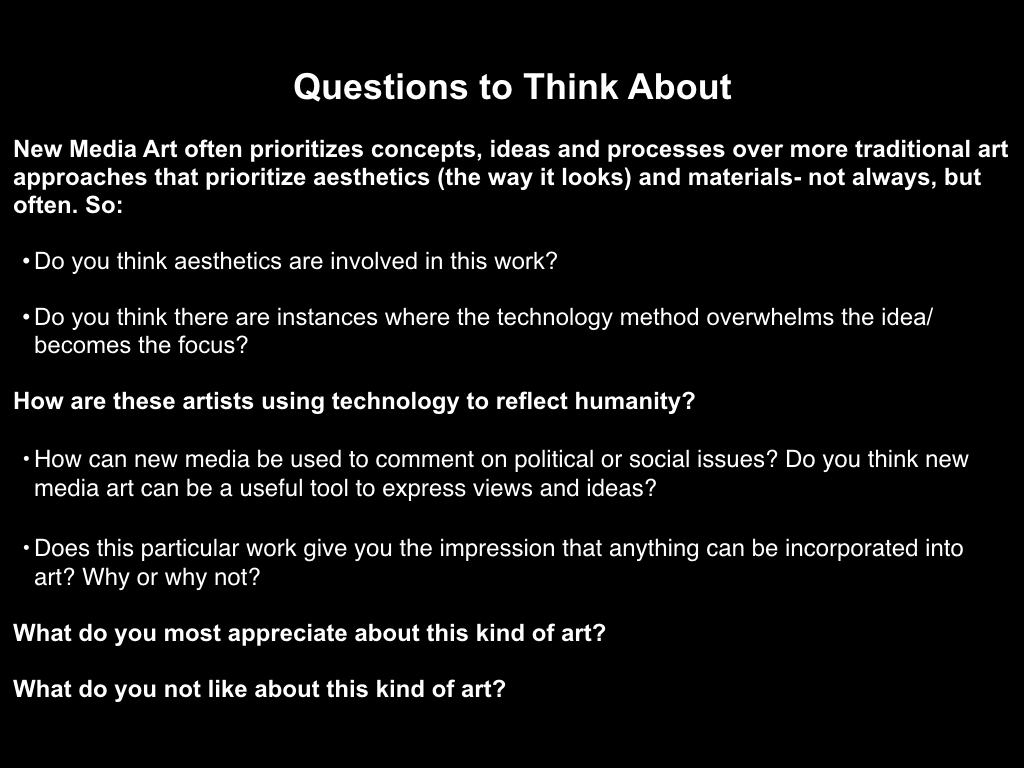 Questions to Think About
New Media Art often prioritizes concepts, ideas and processes over more traditional art
approaches that prioritize aesthetics (the way it looks) and materials- not always, but
often. So:
•Do you think aesthetics are involved in this work?
•Do you think there are instances where the technology method overwhelms the idea/
becomes the focus?
How are these artists using technology to reflect humanity?
•How can new media be used to comment on political or social issues? Do you think new
media art can be a useful tool to express views and ideas?
•Does this particular work give you the impression that anything can be incorporated into
art? Why or why not?
What do you most appreciate about this kind of art?
What do you not like about this kind of art?